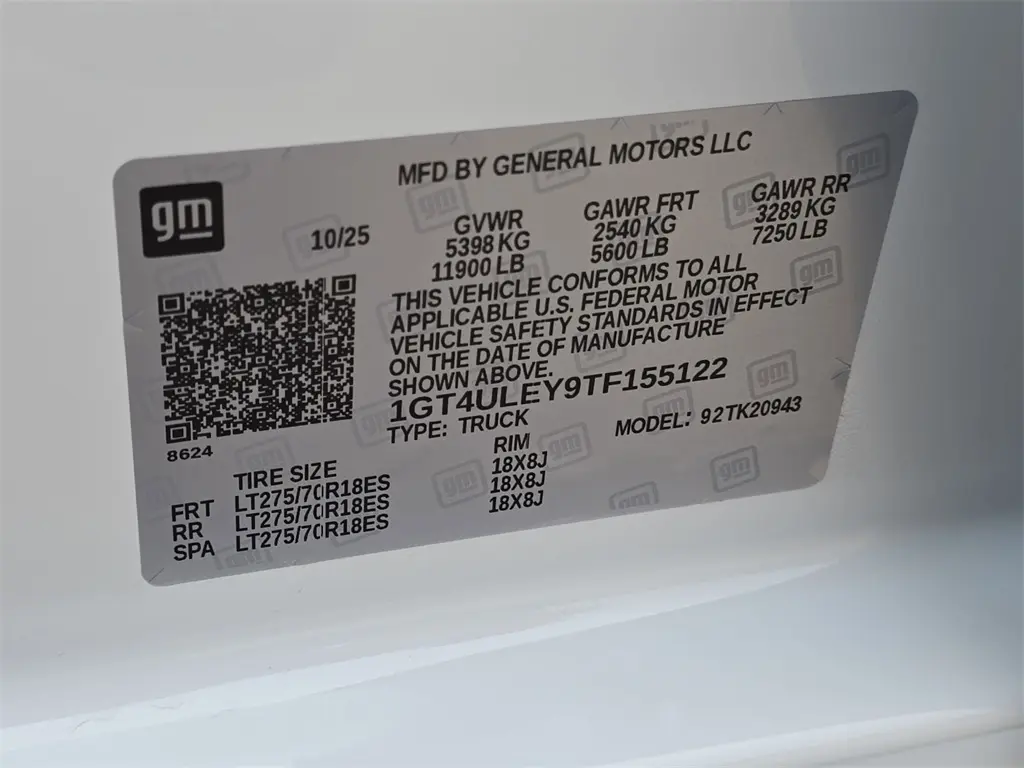 gm
MFD BY GENERAL MOTORS LLC
10/25
GVWR GAWR FRT GAWR RR
5398 KG 2540 KG 3289 KG
11900 LB 5600 LB 7250 LB
THIS VEHICLE CONFORMS TO ALL
APPLICABLE U.S. FEDERAL MOTOR
VEHICLE SAFETY STANDARDS IN EFFECT
ON THE DATE OF MANUFACTURE
SHOWN ABOVE.
1GT4ULEY9TF155122
TYPE: TRUCK MODEL: 92TK20943
8624
TIRE SIZE RIM
FRT LT275/70R18ES 18X8J
RR LT275/70R18ES 18X8J
SPA LT275/70R18ES 18X8J